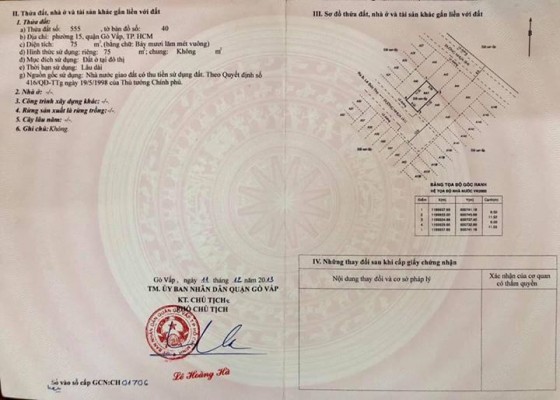 II. Thửa đất, nhà ở và tài sản khác gắn liền với đất
1. Thửa đất:
a) Thửa đất số: 555 , tờ bản đồ số: 40
b) Địa chỉ: phường 15, quận Gò Vấp, TP. HCM
c) Diện tích: 75 m², (bằng chữ: Bảy mươi lăm mét vuông)
d) Hình thức sử dụng: riêng: 75 m²; chung: Không m²
đ) Mục đích sử dụng: Đất ở tại đô thị
e) Thời hạn sử dụng: Lâu dài
g) Nguồn gốc sử dụng: Nhà nước giao đất có thu tiền sử dụng đất. Theo Quyết định số
416/QĐ-TTg ngày 19/5/1998 của Thủ tướng Chính phủ.
2. Nhà ở: -/-
3. Công trình xây dựng khác: -/-
4. Rừng sản xuất là rừng trồng: -/-
5. Cây lâu năm: -/-
6. Ghi chú: Không
Gò Vấp, ngày 11 tháng 12 năm 2013
TM. ỦY BAN NHÂN DÂN QUẬN GÒ VẤP
KT. CHỦ TỊCH
PHÓ CHỦ TỊCH
Lê Hoàng Hà
Số vào sổ cấp GCN:CH 01706
III. Sơ đồ thửa đất, nhà ở và tài sản khác gắn liền với đất
BẢNG TỌA ĐỘ GÓC RANH
HỆ TỌA ĐỘ NHÀ NƯỚC VN2000
IV. Những thay đổi sau khi cấp giấy chứng nhận
Nội dung thay đổi và cơ sở pháp lý
Xác nhận của cơ quan
có thẩm quyền